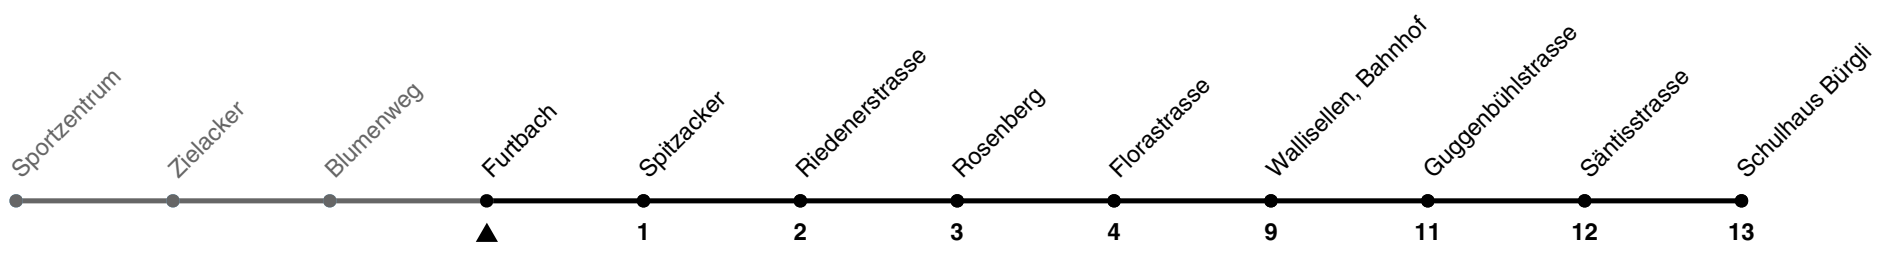 Sportzentrum
Zielacker
Blumenweg
Furtbach
Spitzacker
Riedenerstrasse
Rosenberg
Florastrasse
Wallisellen, Bahnhof
Guggenbühlstrasse
Säntisstrasse
Schulhaus Bürgli
1 2 3 4 9 11 12 13